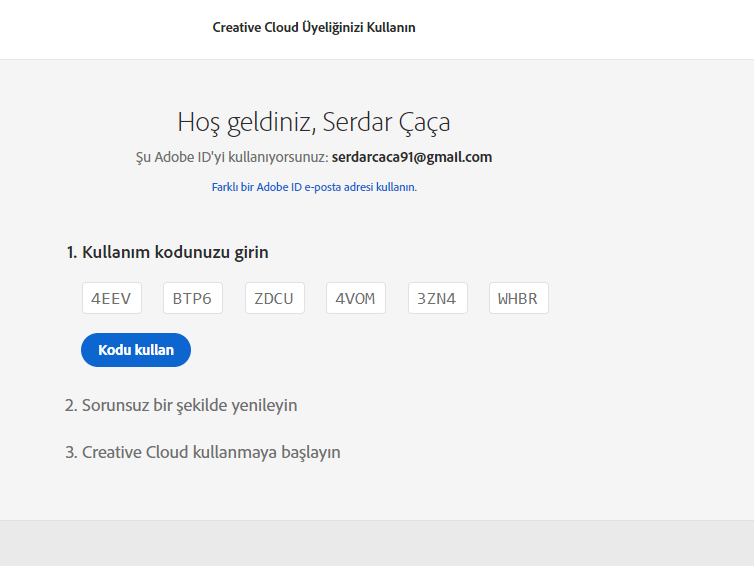 Creative Cloud Üyeliğinizi Kullanın
Hoş geldiniz, Serdar Çaça
Şu Adobe ID'yi kullanıyorsunuz: serdarcaca91@gmail.com
Farklı bir Adobe ID e-posta adresi kullanın.
1. Kullanım kodunuzu girin
4EEV BTP6 ZDCU 4VOM 3ZN4 WHBR
Kodu kullan
2. Sorunsuz bir şekilde yenileyin
3. Creative Cloud kullanmaya başlayın